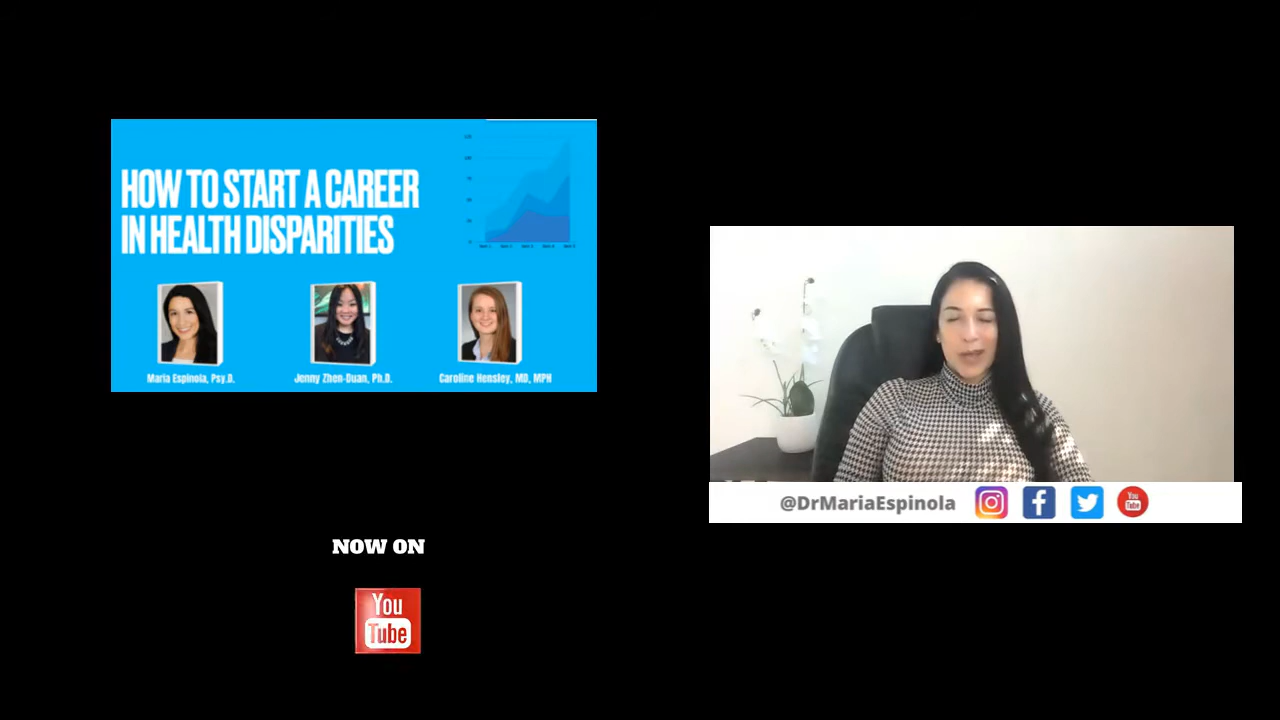 HOW TO START A CAREER
IN HEALTH DISPARITIES
Maria Espinola, Psy.D.
Jenny Zhen-Duan, Ph.D.
Caroline Hensley, MD, MPH
@DrMariaEspinola
You
Tube
NOW ON
You
Tube